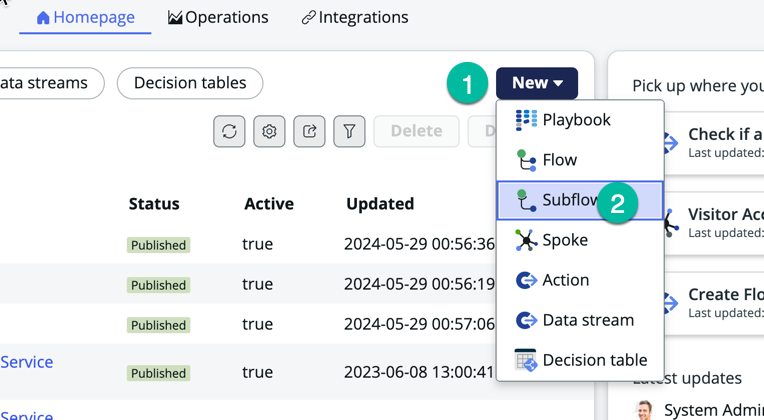 Homepage Operations Integrations
ata streams Decision tables 1 New
Pick up where you
Playbook
Delete D
Check if a
Last updated:
Flow
Status Active Updated
Subflow 2
Visitor Acc
Last updated:
Published true 2024-05-29 00:56:36
Spoke
Published true 2024-05-29 00:56:19
Action
Create Flo
Last updated:
Published true 2024-05-29 00:57:06
Data stream
Service Published true 2023-06-08 13:00:41
Decision table
Latest updates
Service
System Admi